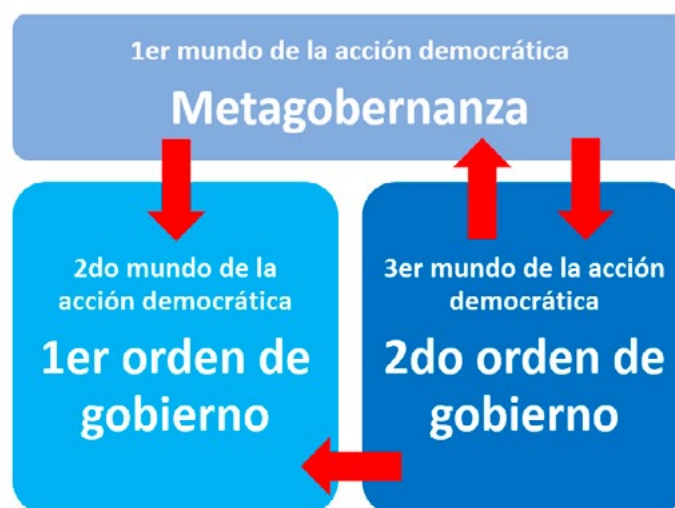 1er mundo de la acción democrática
Metagobernanza
2do mundo de la
acción democrática
1er orden de
gobierno
3er mundo de la acción
democrática
2do orden de
gobierno